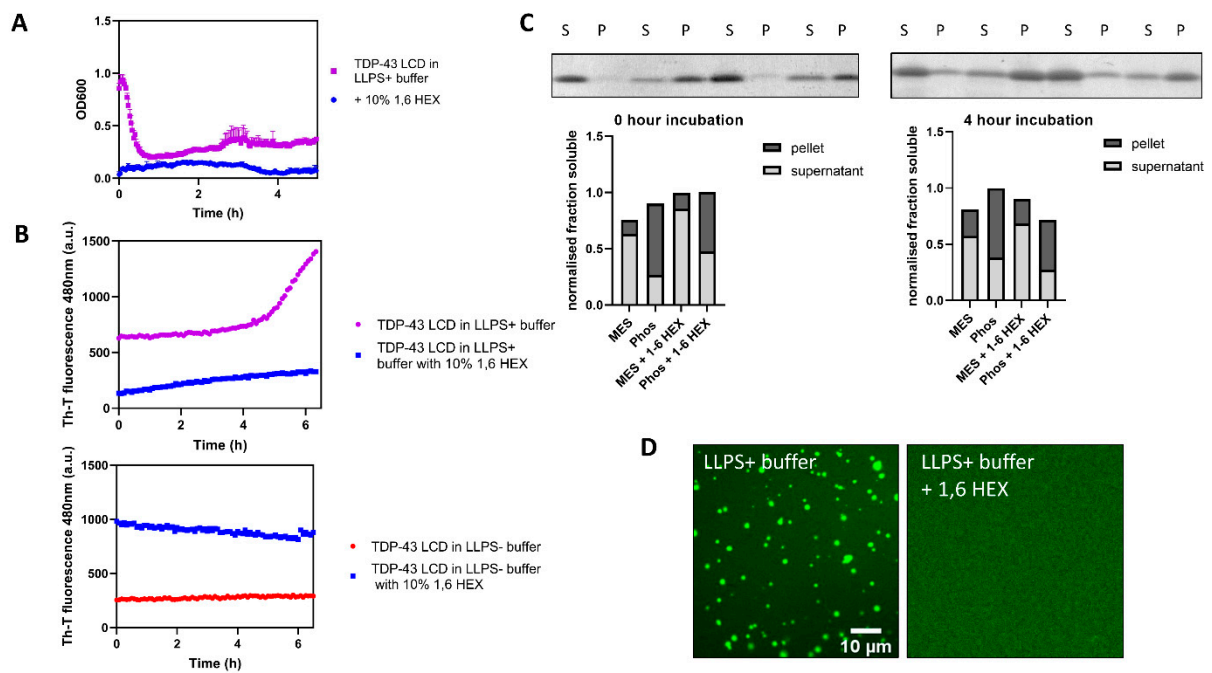 A
OD600
1.5
1.0
0.5
0.0
0
2
4
Time (h)
TDP-43 LCD in
LLPS+ buffer
+ 10% 1,6 HEX
B
Th-T fluorescence 480nm (a.u.)
1500
1000
500
0
0
2
4
6
Time (h)
TDP-43 LCD in LLPS+ buffer
TDP-43 LCD in LLPS+
buffer with 10% 1,6 HEX
Th-T fluorescence 480nm (a.u.)
1500
1000
500
0
0
2
4
6
Time (h)
TDP-43 LCD in LLPS- buffer
TDP-43 LCD in LLPS- buffer
with 10% 1,6 HEX
C
S P S P S P S P
0 hour incubation
normalised fraction soluble
1.5
1.0
0.5
0.0
pellet
supernatant
MES
Phos
MES + 1-6 HEX
Phos + 1-6 HEX
S P S P S P S P
4 hour incubation
normalised fraction soluble
1.5
1.0
0.5
0.0
pellet
supernatant
MES
Phos
MES + 1-6 HEX
Phos + 1-6 HEX
D
LLPS+ buffer
10 µm
LLPS+ buffer
+ 1,6 HEX